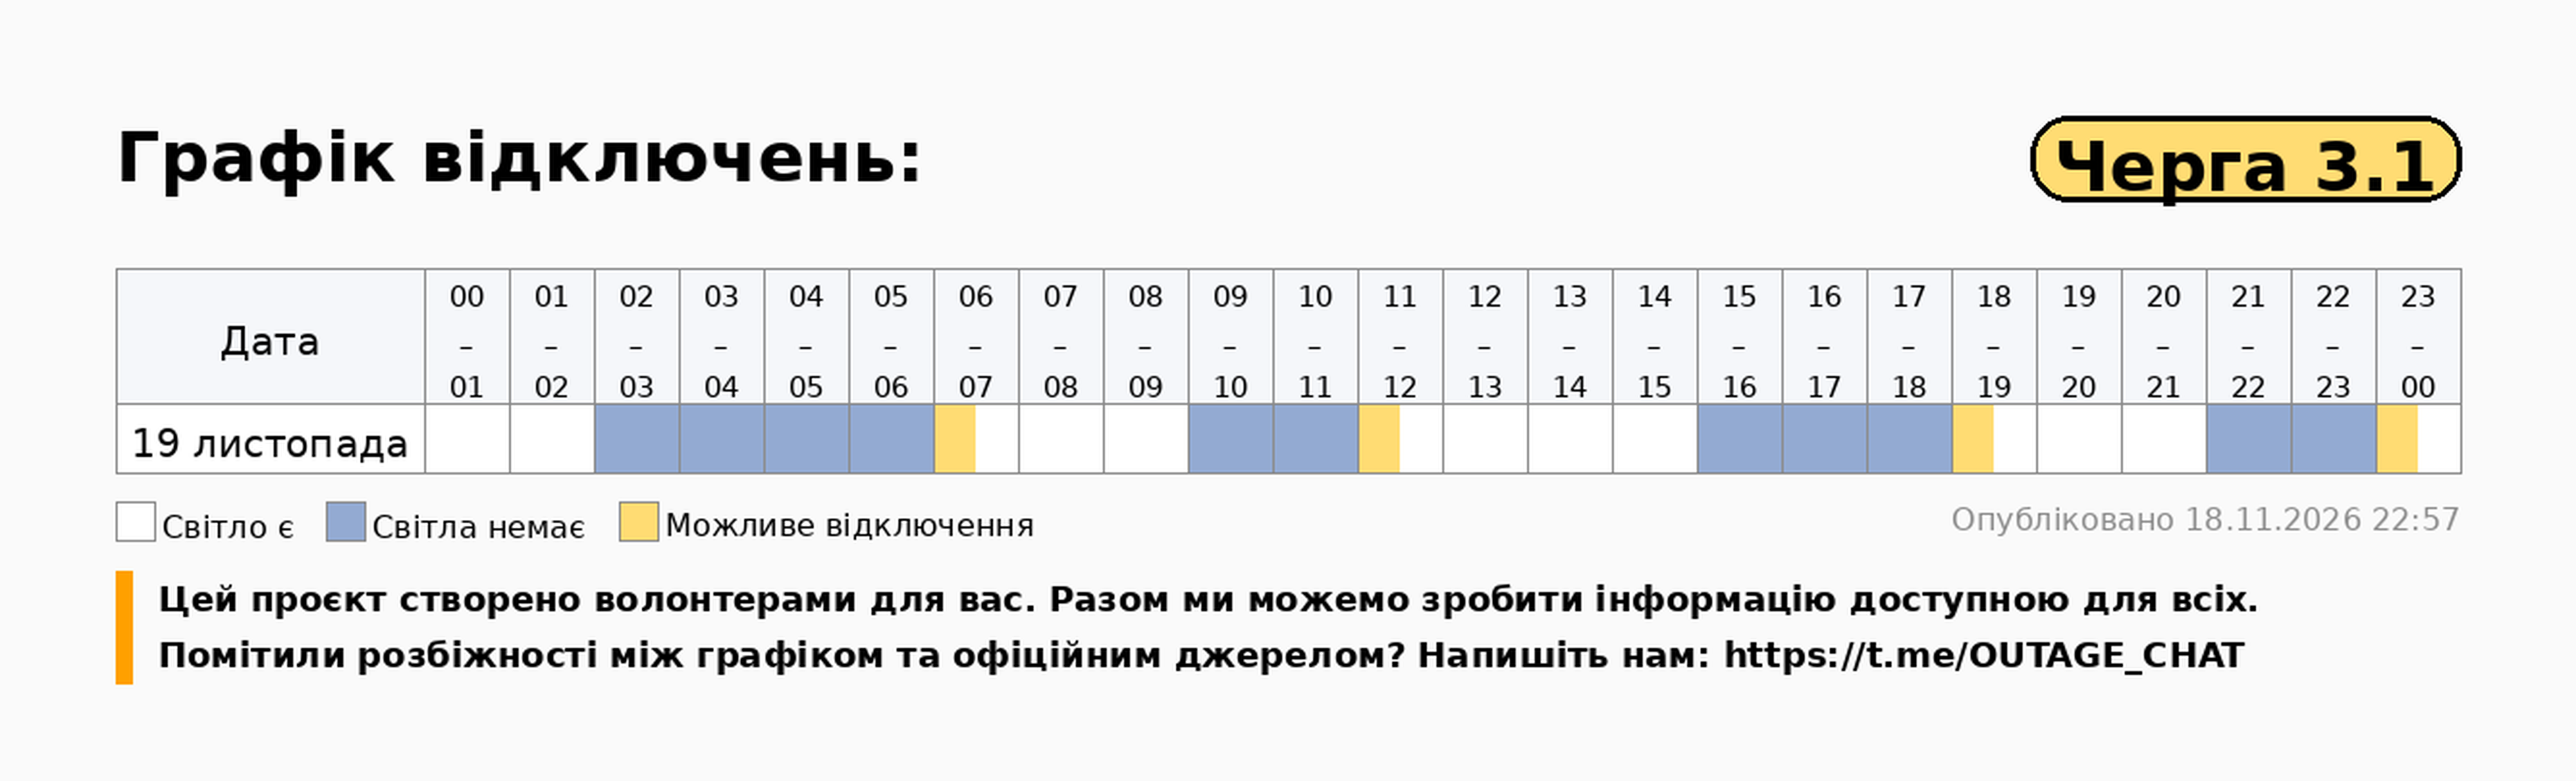 Графік відключень:
Черга 3.1
Дата
00 – 01
01 – 02
02 – 03
03 – 04
04 – 05
05 – 06
06 – 07
07 – 08
08 – 09
09 – 10
10 – 11
11 – 12
12 – 13
13 – 14
14 – 15
15 – 16
16 – 17
17 – 18
18 – 19
19 – 20
20 – 21
21 – 22
22 – 23
23 – 00
19 листопада
Світло є
Світла немає
Можливе відключення
Опубліковано 18.11.2026 22:57
Цей проєкт створено волонтерами для вас. Разом ми можемо зробити інформацію доступною для всіх.
Помітили розбіжності між графіком та офіційним джерелом? Напишіть нам: https://t.me/OUTAGE_CHAT